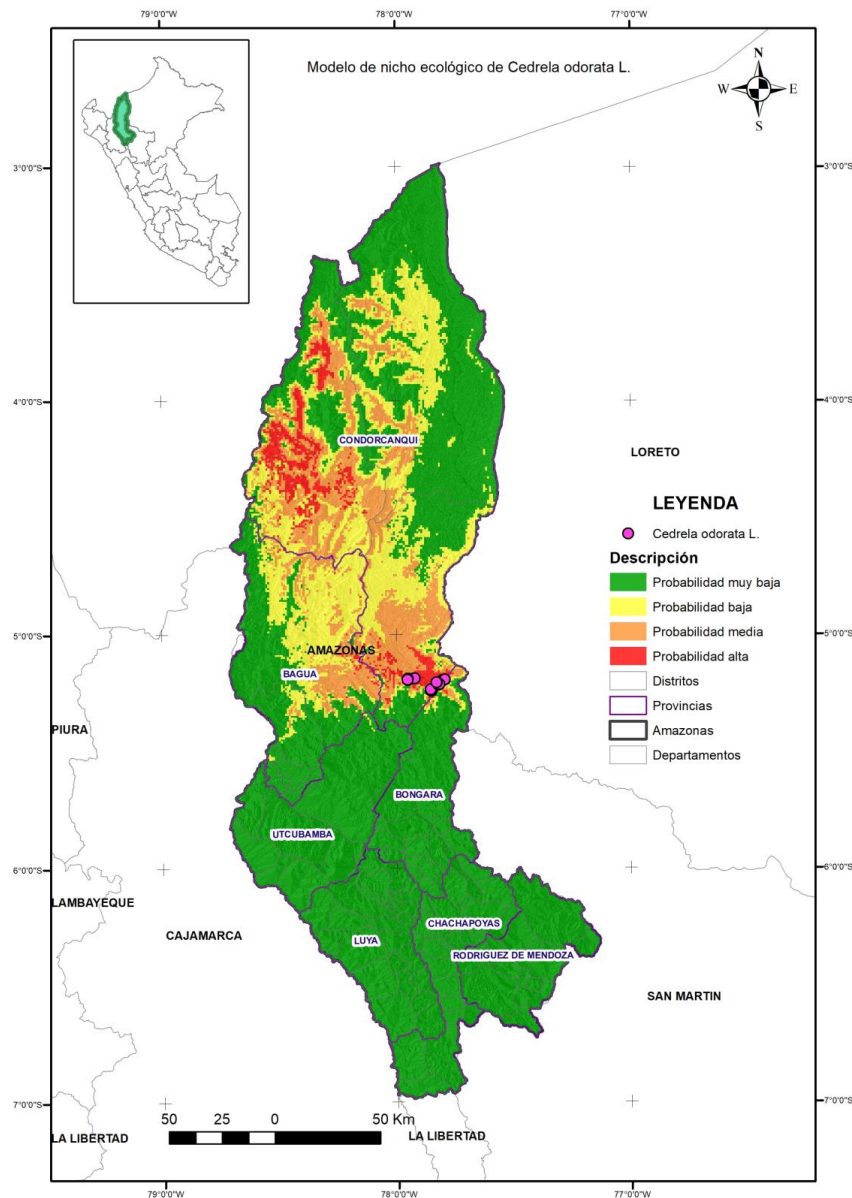 79°0'0"W 78°0'0"W 77°0'0"W
Modelo de nicho ecológico de Cedrela odorata L.
N
W E
S
3°0'0"S 3°0'0"S
4°0'0"S 4°0'0"S
CONDORCANQUI
LORETO
LEYENDA
Cedrela odorata L.
Descripción
Probabilidad muy baja
Probabilidad baja
Probabilidad media
Probabilidad alta
Distritos
Provincias
Amazonas
Departamentos
5°0'0"S 5°0'0"S
AMAZONAS
BAGUA
PIURA
BONGARA
UTCUBAMBA
6°0'0"S 6°0'0"S
LAMBAYEQUE
CAJAMARCA
CHACHAPOYAS
LUYA
RODRIGUEZ DE MENDOZA
SAN MARTIN
7°0'0"S 7°0'0"S
50 25 0 50 Km
LA LIBERTAD LA LIBERTAD
79°0'0"W 78°0'0"W 77°0'0"W